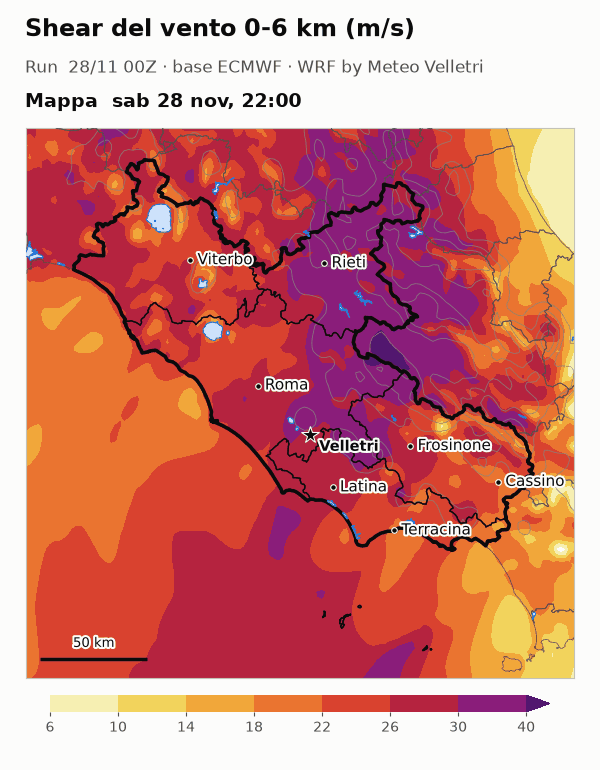 Shear del vento 0-6 km (m/s)
Run  28/11 00Z · base ECMWF · WRF by Meteo Velletri
Mappa  sab 28 nov, 22:00
Viterbo
Rieti
Roma
Velletri
Frosinone
Cassino
Latina
Terracina
50 km
6 10 14 18 22 26 30 40